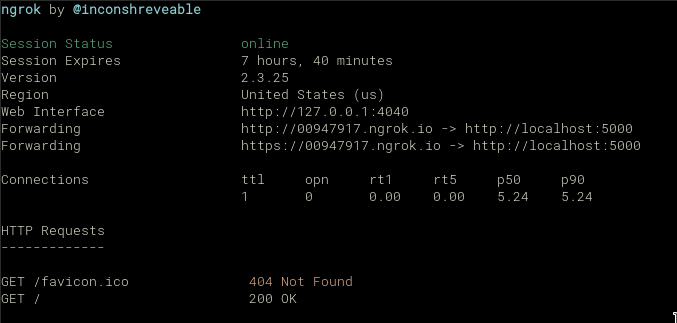 ngrok by @inconshreveable
Session Status online
Session Expires 7 hours, 40 minutes
Version 2.3.25
Region United States (us)
Web Interface http://127.0.0.1:4040
Forwarding http://00947917.ngrok.io -> http://localhost:5000
Forwarding https://00947917.ngrok.io -> http://localhost:5000
Connections ttl opn rt1 rt5 p50 p90
1 0 0.00 0.00 5.24 5.24
HTTP Requests
-------------
GET /favicon.ico 404 Not Found
GET / 200 OK